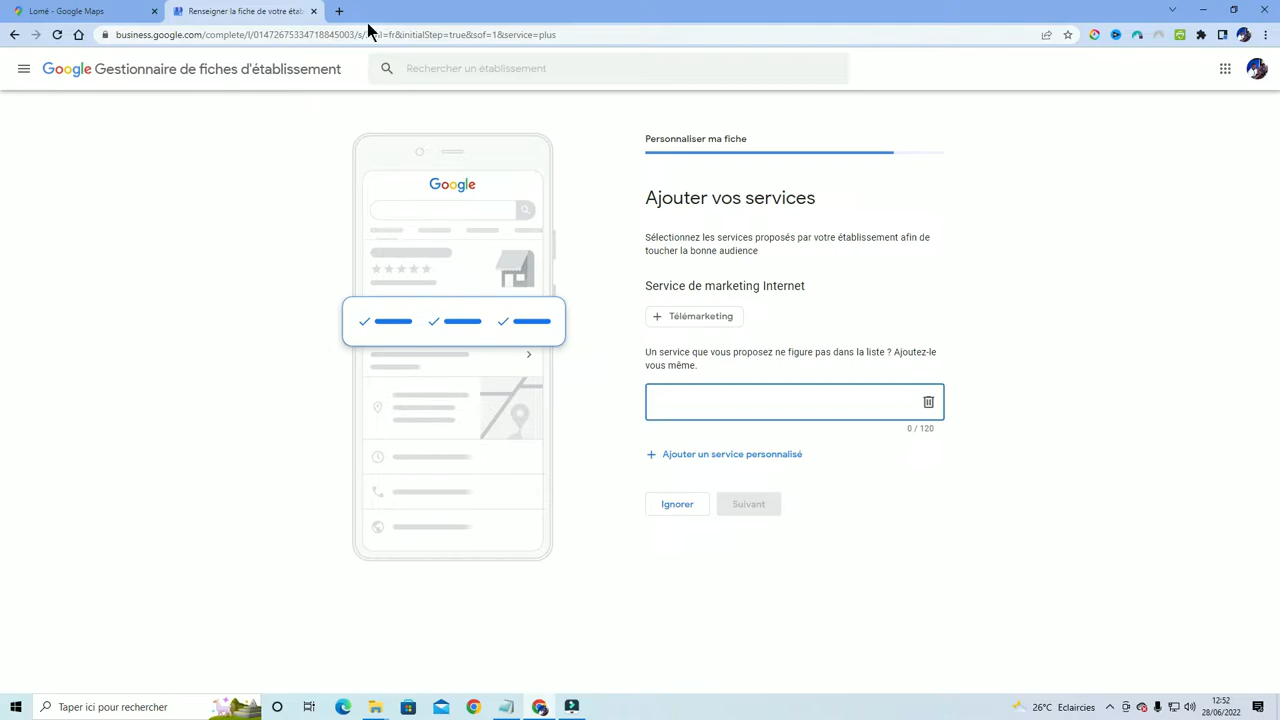 Lomé - Google Maps
Renseigner la fiche de votre éta
business.google.com/complete/l/01472675334718845003/s/
l=fr&initialStep=true&sof=1&service=plus
Google Gestionnaire de fiches d'établissement
Rechercher un établissement
Google
Personnaliser ma fiche
Ajouter vos services
Sélectionnez les services proposés par votre établissement afin de
toucher la bonne audience
Service de marketing Internet
+ Télémarketing
Un service que vous proposez ne figure pas dans la liste ? Ajoutez-le
vous même.
0 / 120
+ Ajouter un service personnalisé
Ignorer
Suivant
Taper ici pour rechercher
26°C Eclaircies
12:52
28/06/2022